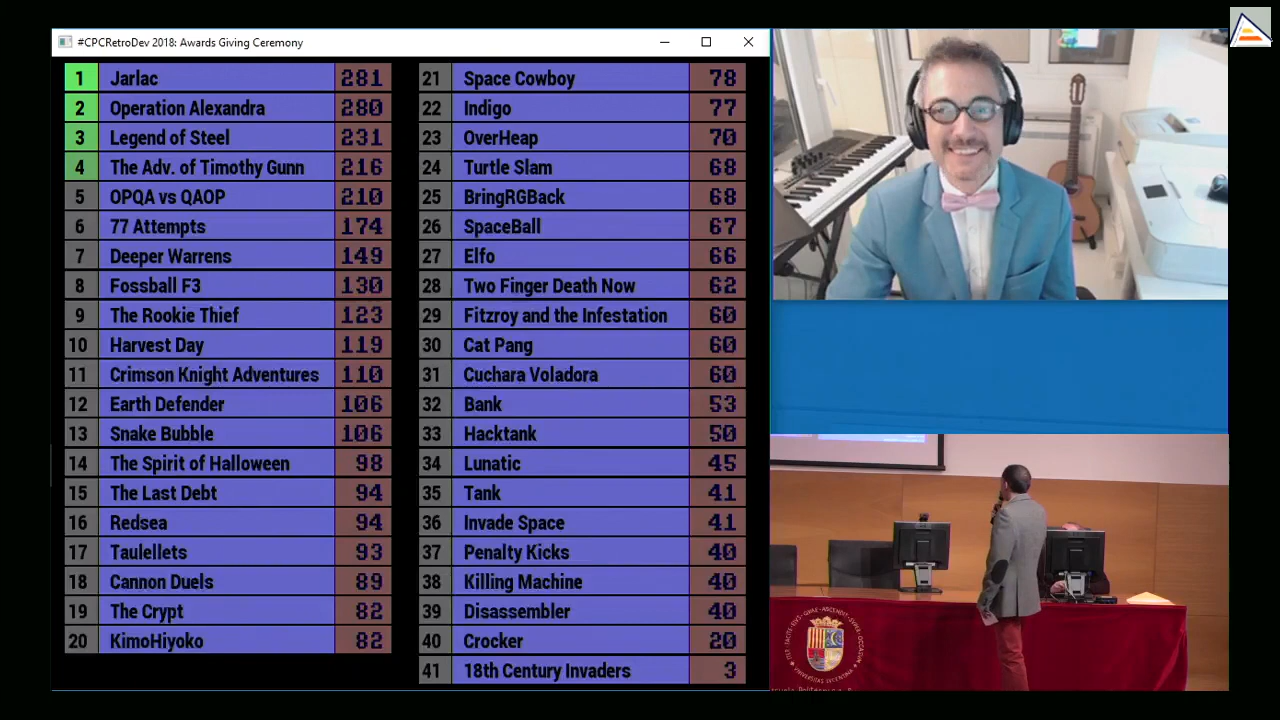 #CPCRetroDev 2018: Awards Giving Ceremony
1 Jarlac 281
2 Operation Alexandra 280
3 Legend of Steel 231
4 The Adv. of Timothy Gunn 216
5 OPQA vs QAOP 210
6 77 Attempts 174
7 Deeper Warrens 149
8 Fossball F3 130
9 The Rookie Thief 123
10 Harvest Day 119
11 Crimson Knight Adventures 110
12 Earth Defender 106
13 Snake Bubble 106
14 The Spirit of Halloween 98
15 The Last Debt 94
16 Redsea 94
17 Taulellets 93
18 Cannon Duels 89
19 The Crypt 82
20 KimoHiyoko 82
21 Space Cowboy 78
22 Indigo 77
23 OverHeap 70
24 Turtle Slam 68
25 BringRGBack 68
26 SpaceBall 67
27 Elfo 66
28 Two Finger Death Now 62
29 Fitzroy and the Infestation 60
30 Cat Pang 60
31 Cuchara Voladora 60
32 Bank 53
33 Hacktank 50
34 Lunatic 45
35 Tank 41
36 Invade Space 41
37 Penalty Kicks 40
38 Killing Machine 40
39 Disassembler 40
40 Crocker 20
41 18th Century Invaders 3